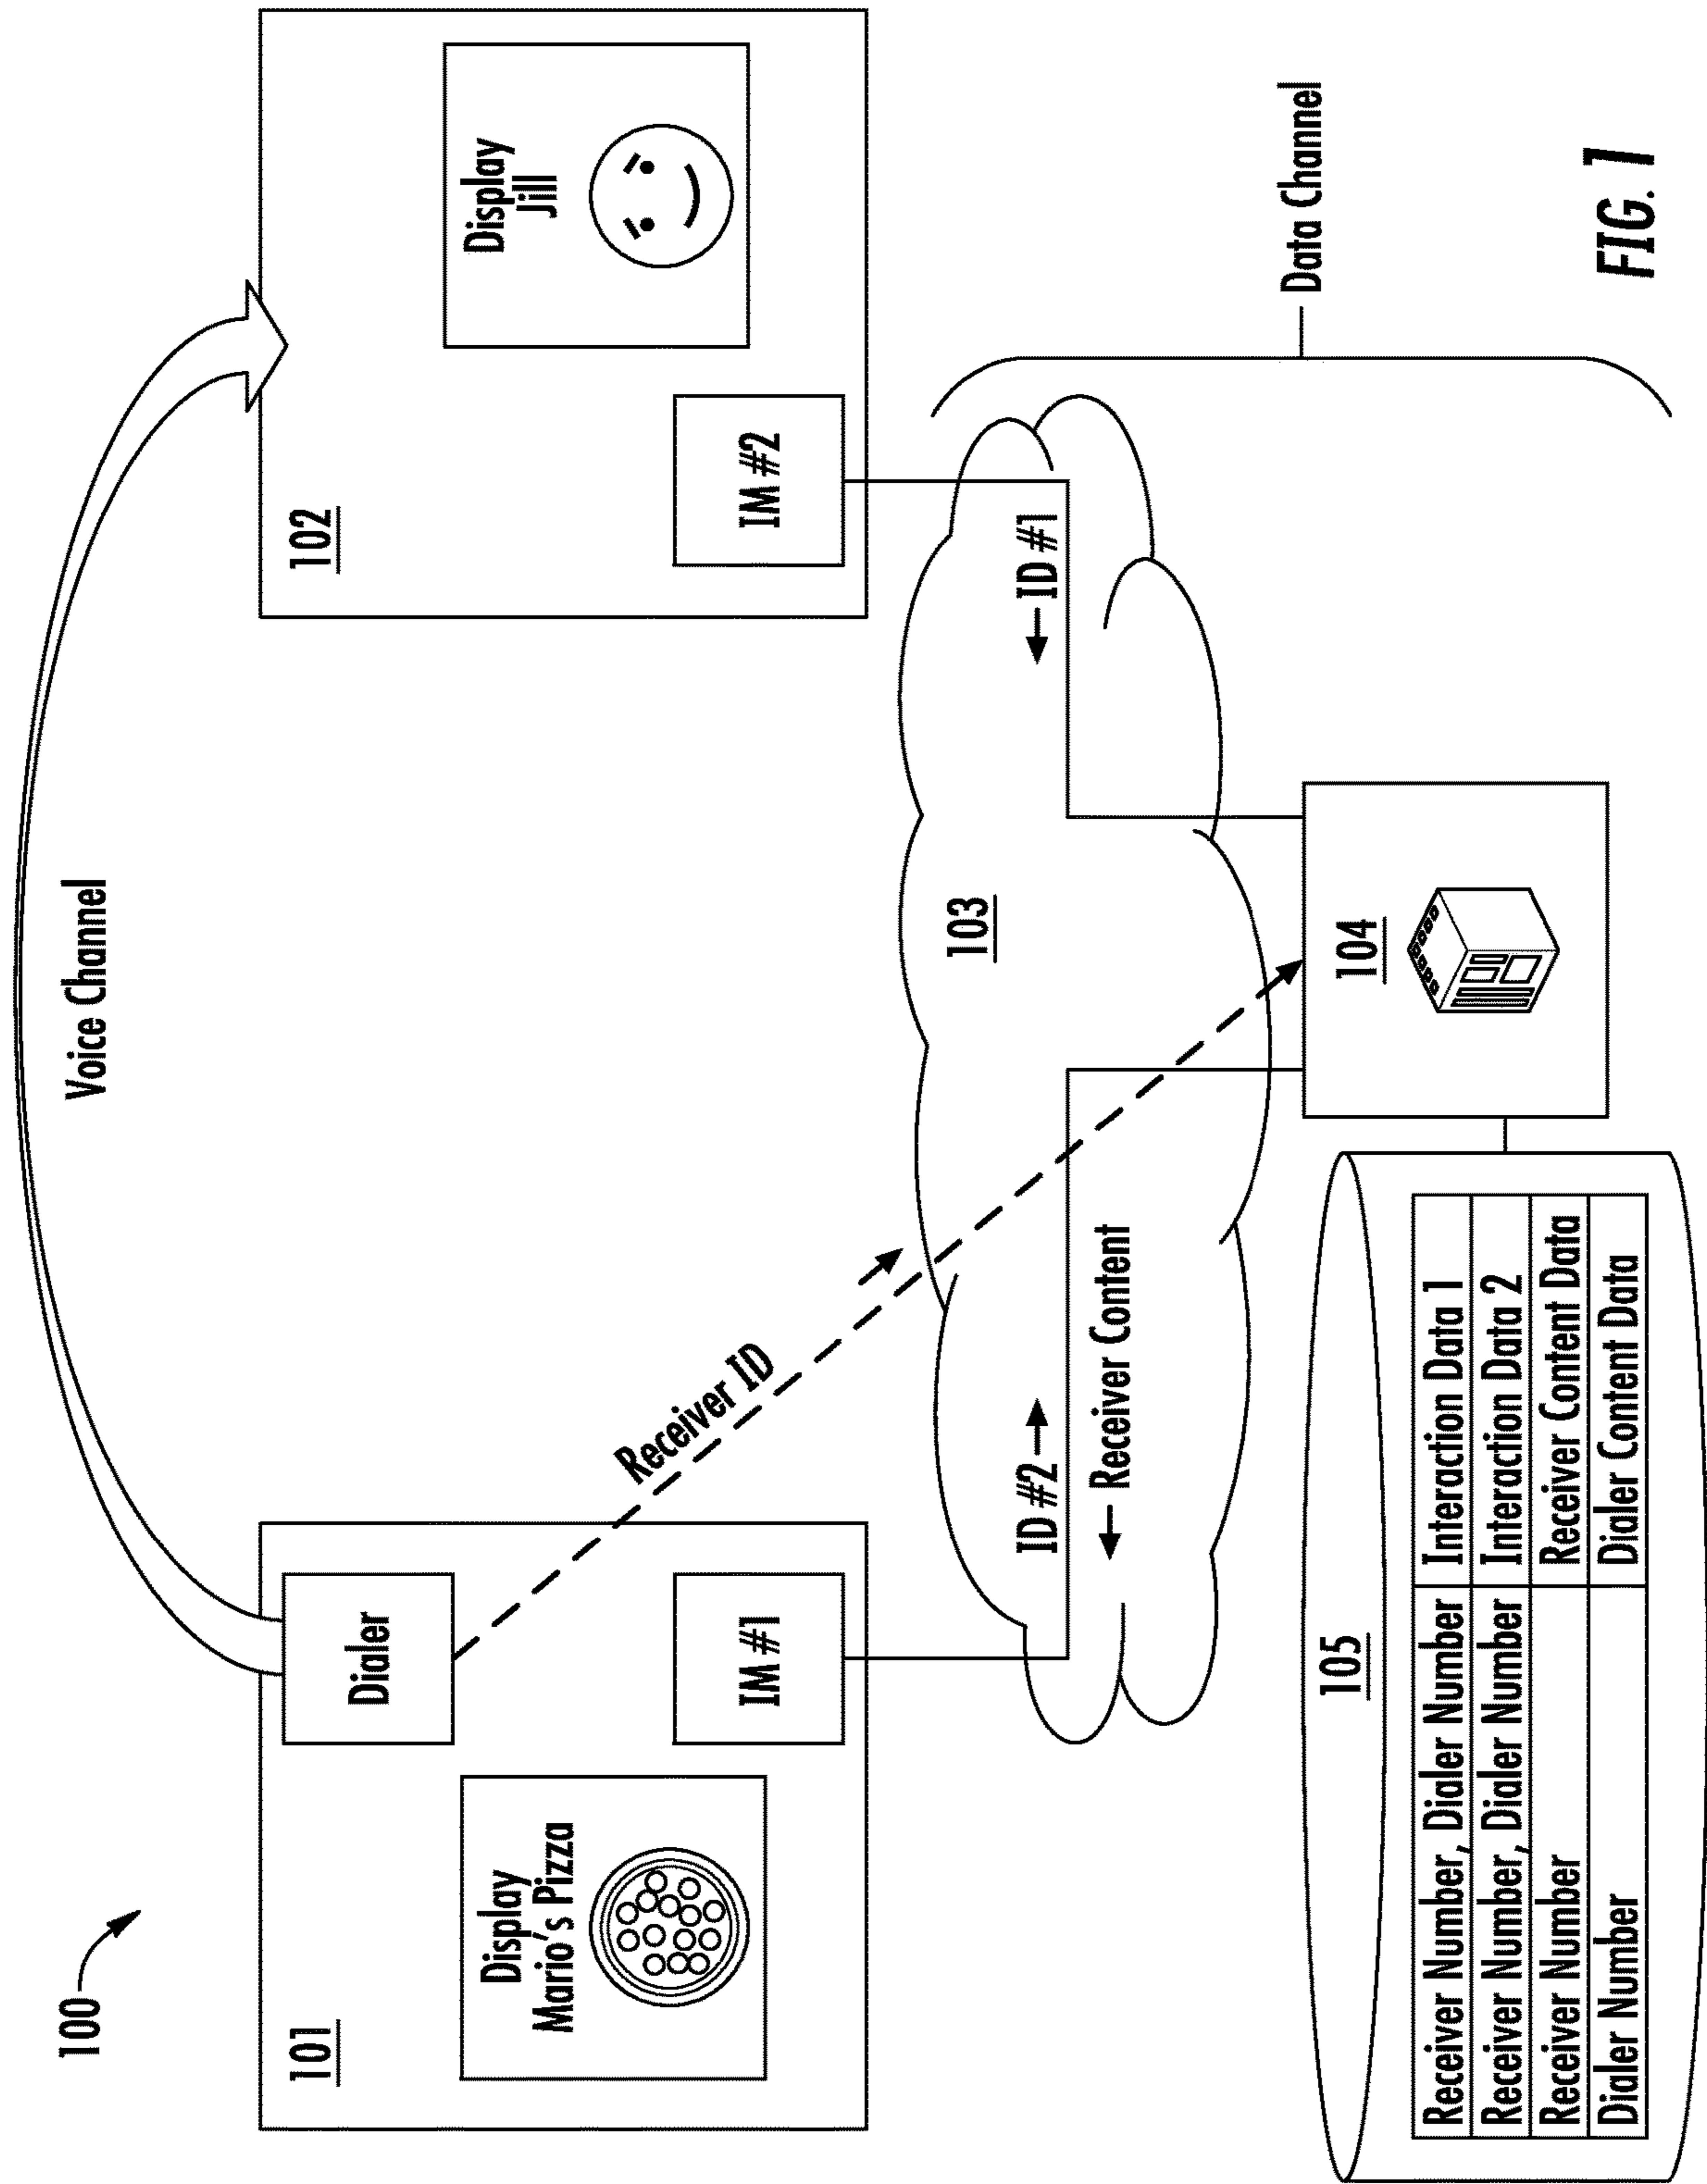 100
Voice Channel
101
Display
Mario's Pizza
Dialer
IM #1
102
IM #2
Display
Jill
Receiver ID
103
ID #2
Receiver Content
ID #1
Data Channel
104
105
Receiver Number, Dialer Number Interaction Data 1
Receiver Number, Dialer Number Interaction Data 2
Receiver Number Receiver Content Data
Dialer Number Dialer Content Data
FIG. 1